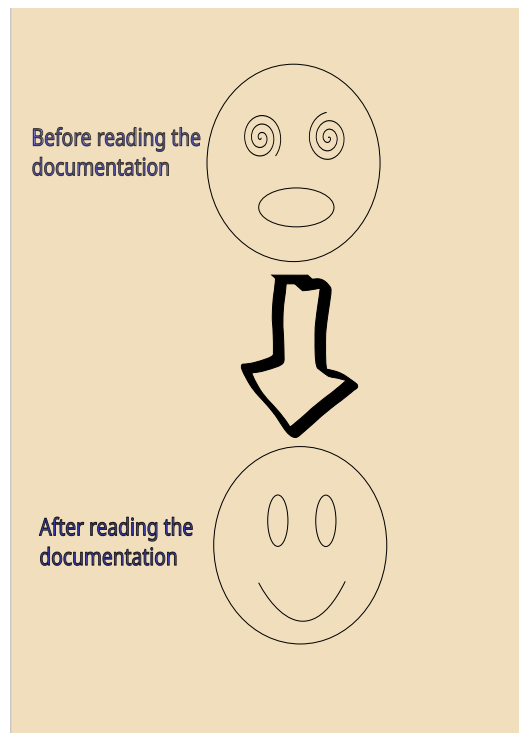 Before reading the
documentation
After reading the
documentation